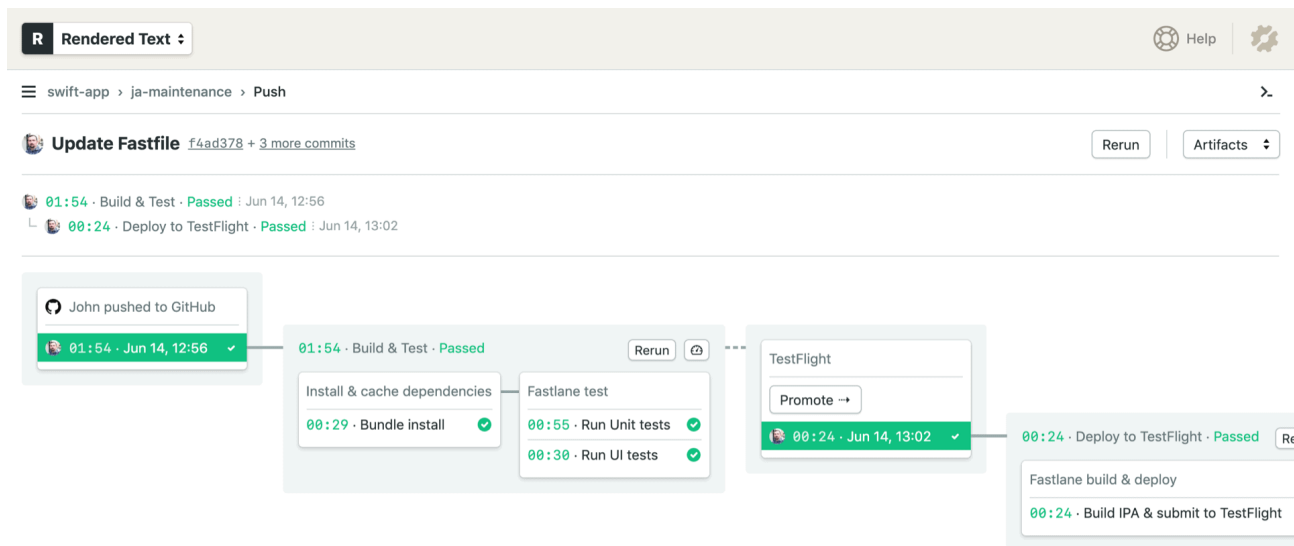 R Rendered Text
Help
swift-app › ja-maintenance › Push
Update Fastfile f4ad378 + 3 more commits
Rerun
Artifacts
01:54 · Build & Test · Passed Jun 14, 12:56
00:24 · Deploy to TestFlight · Passed Jun 14, 13:02
John pushed to GitHub
01:54 · Jun 14, 12:56
01:54 · Build & Test · Passed
Rerun
Install & cache dependencies
00:29 · Bundle install
Fastlane test
00:55 · Run Unit tests
00:30 · Run UI tests
TestFlight
Promote ⇢
00:24 · Jun 14, 13:02
00:24 · Deploy to TestFlight · Passed
Fastlane build & deploy
00:24 · Build IPA & submit to TestFlight